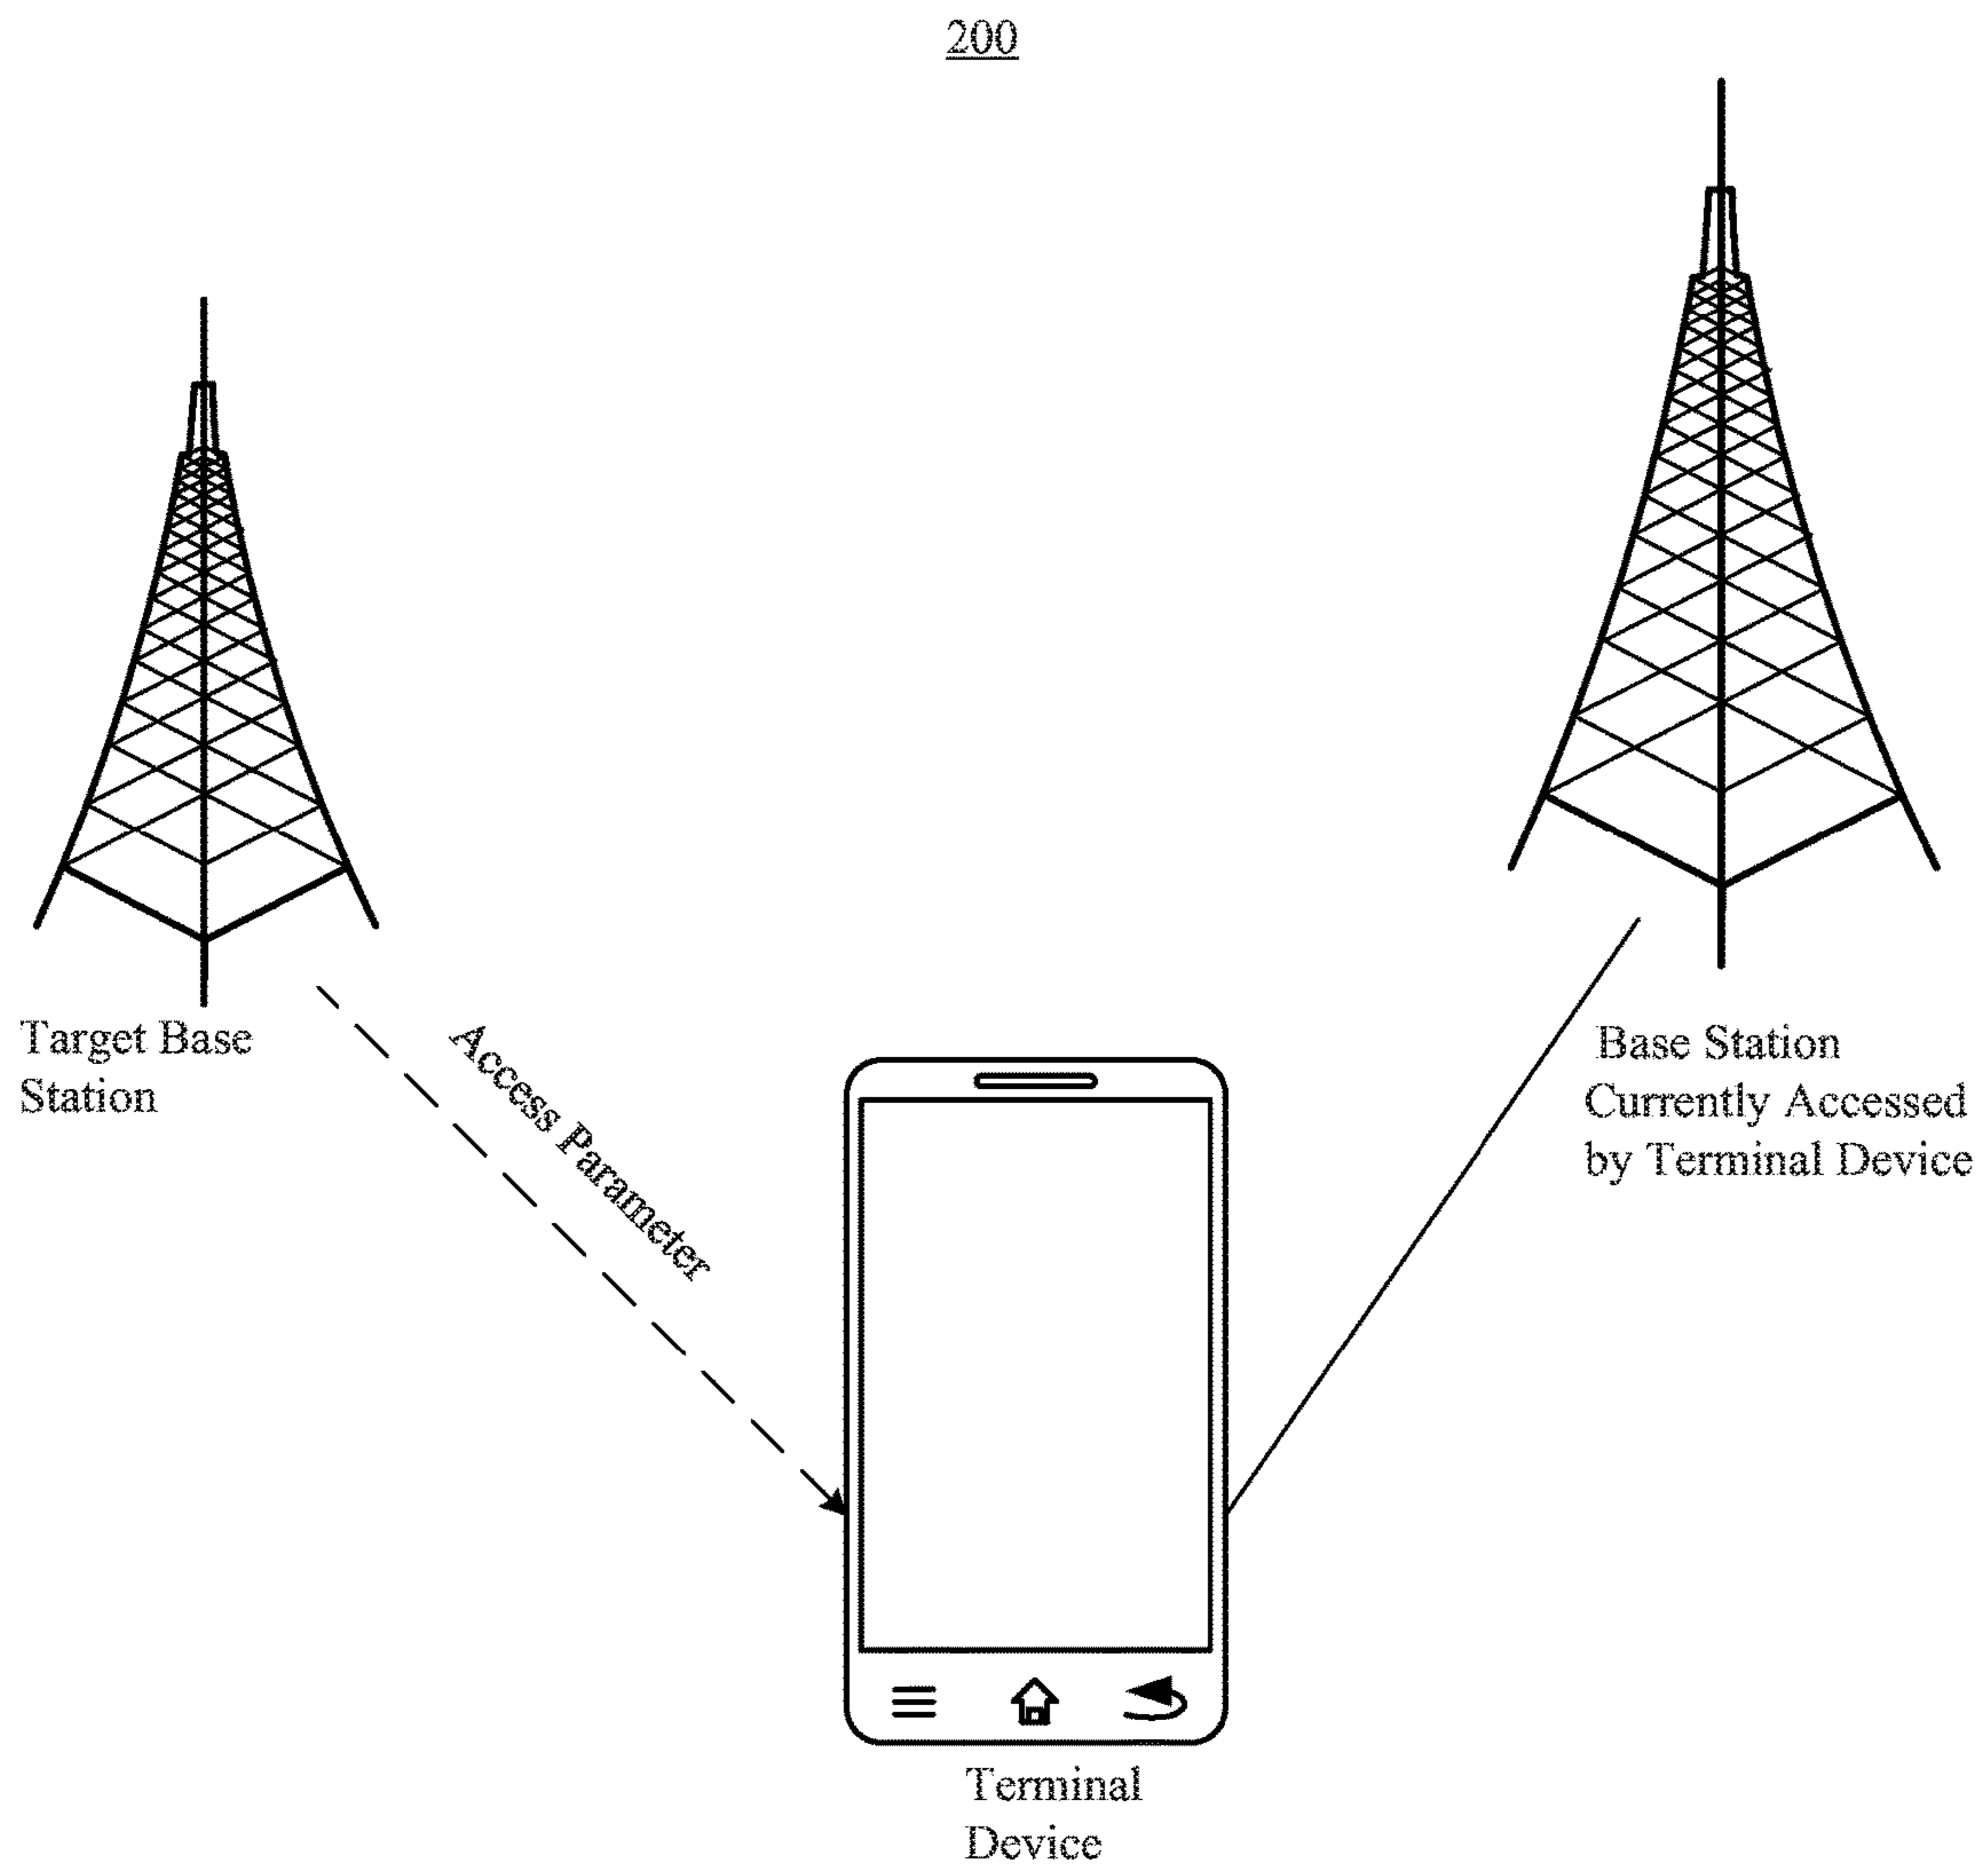 200
Target Base
Station
Access Parameter
Base Station
Currently Accessed
by Terminal Device
Terminal
Device